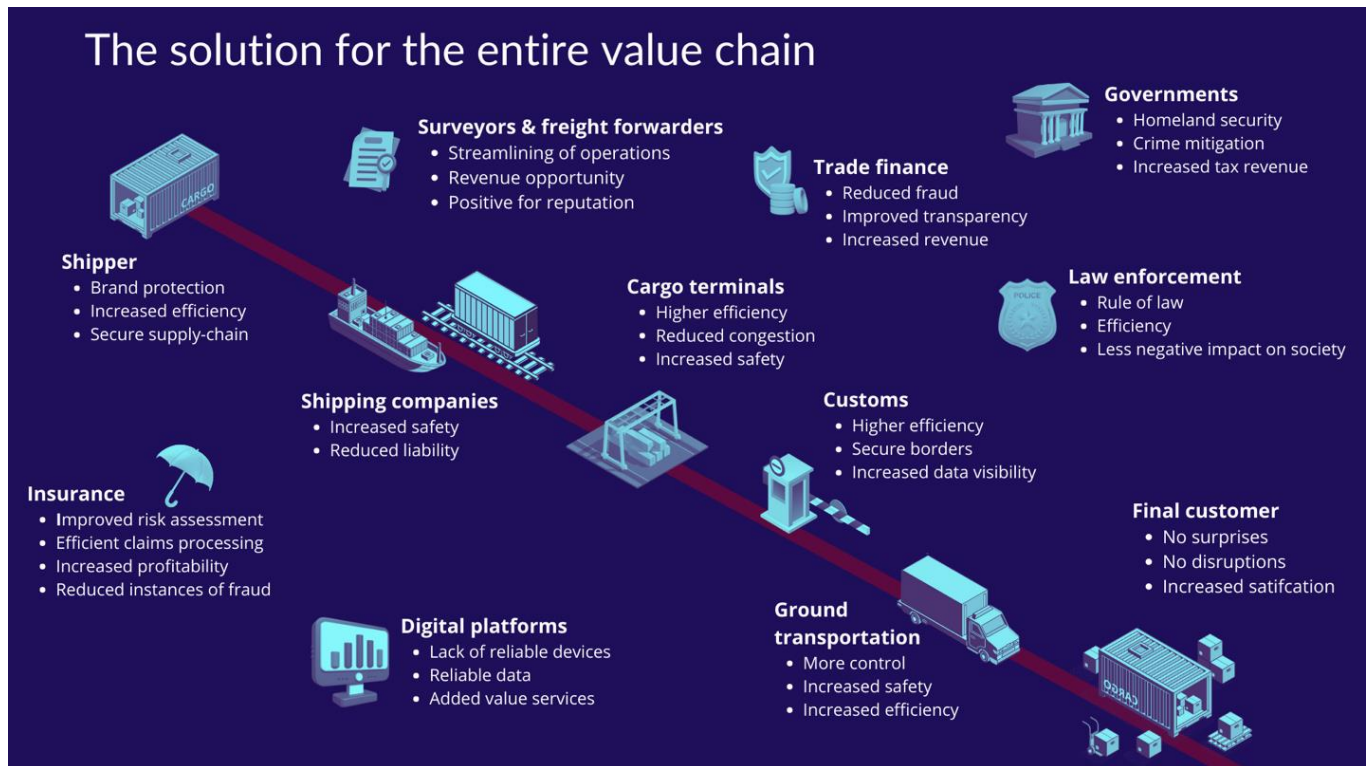 The solution for the entire value chain
Surveyors & freight forwarders
• Streamlining of operations
• Revenue opportunity
• Positive for reputation
Trade finance
• Reduced fraud
• Improved transparency
• Increased revenue
Governments
• Homeland security
• Crime mitigation
• Increased tax revenue
CARGO
Shipper
• Brand protection
• Increased efficiency
• Secure supply-chain
Cargo terminals
• Higher efficiency
• Reduced congestion
• Increased safety
POLICE
Law enforcement
• Rule of law
• Efficiency
• Less negative impact on society
Shipping companies
• Increased safety
• Reduced liability
Customs
• Higher efficiency
• Secure borders
• Increased data visibility
Insurance
• Improved risk assessment
• Efficient claims processing
• Increased profitability
• Reduced instances of fraud
Final customer
• No surprises
• No disruptions
• Increased satifcation
Digital platforms
• Lack of reliable devices
• Reliable data
• Added value services
Ground
transportation
• More control
• Increased safety
• Increased efficiency
CARGO